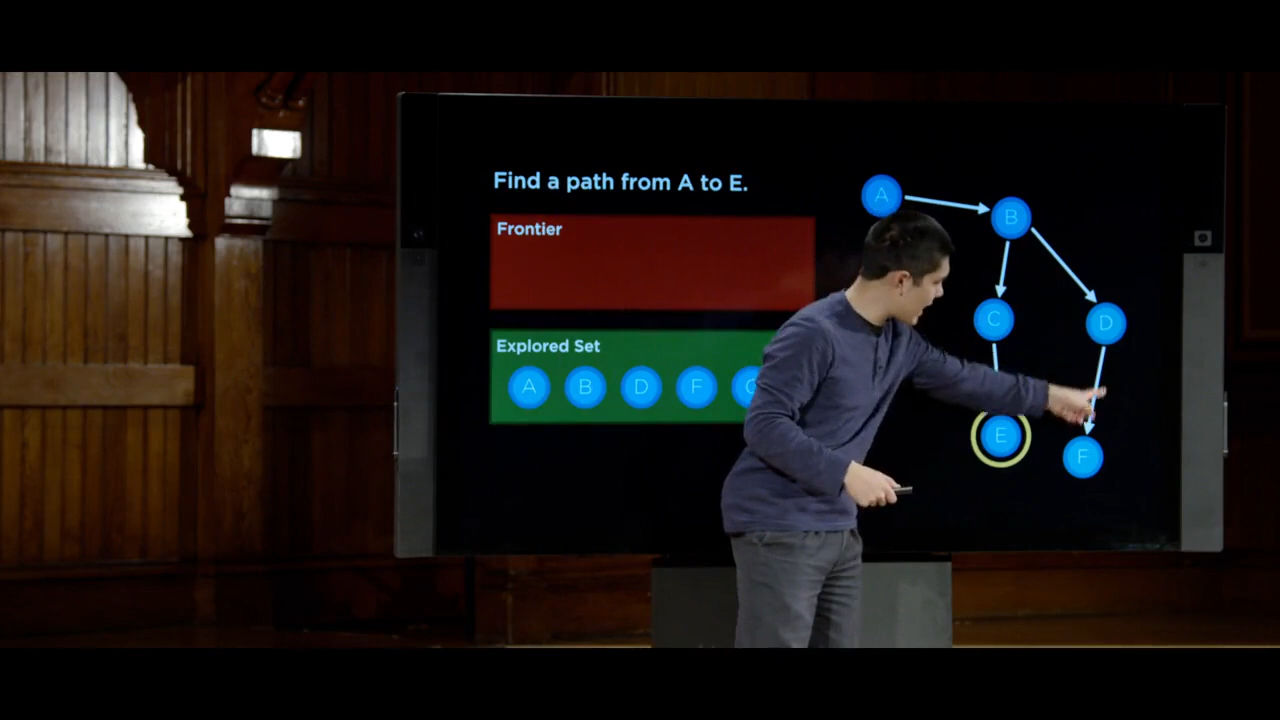 Find a path from A to E.
Frontier
Explored Set
A B D F
A
B
C
D
E
F